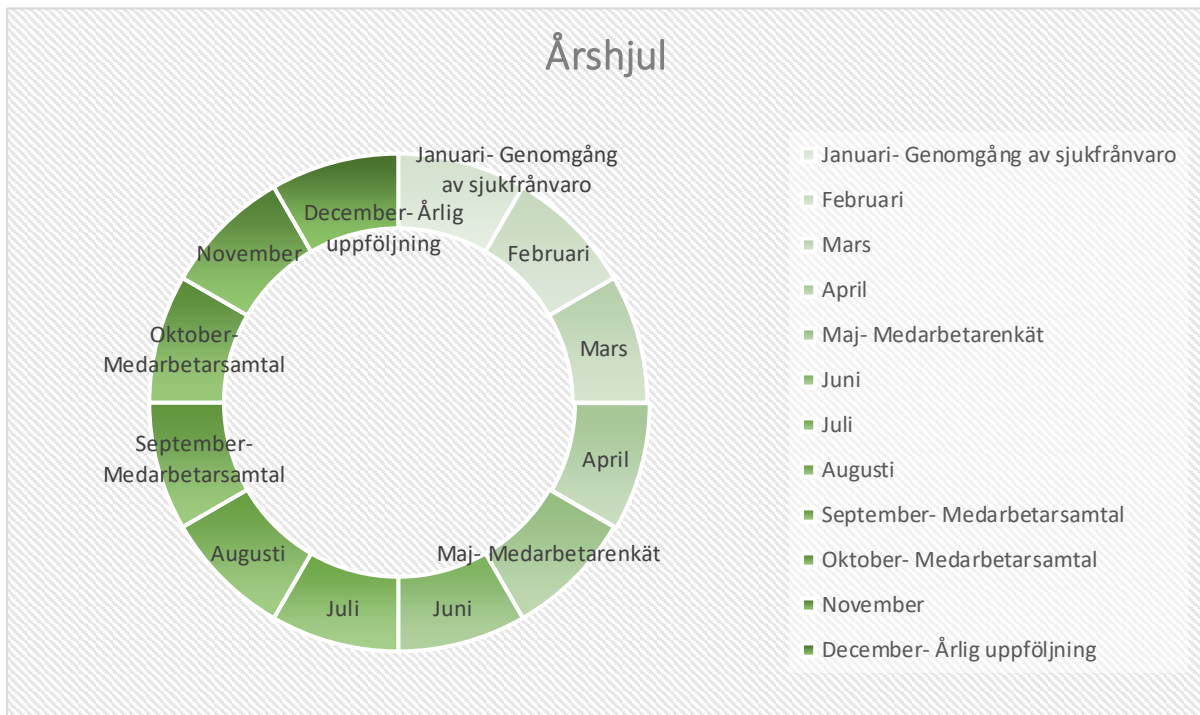 Årshjul
Januari- Genomgång
av sjukfrånvaro
Februari
Mars
April
Maj- Medarbetarenkät
Juni
Juli
Augusti
September-
Medarbetarsamtal
Oktober-
Medarbetarsamtal
November
December- Årlig
uppföljning
Januari- Genomgång av sjukfrånvaro
Februari
Mars
April
Maj- Medarbetarenkät
Juni
Juli
Augusti
September- Medarbetarsamtal
Oktober- Medarbetarsamtal
November
December- Årlig uppföljning